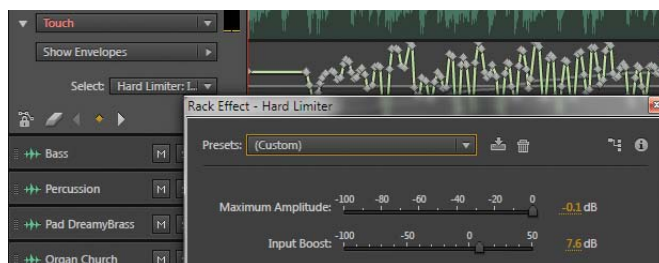 Touch
Show Envelopes
Select: Hard Limiter: I...
Rack Effect - Hard Limiter
Presets: (Custom)
Bass M
Percussion M
Pad DreamyBrass M
Organ Church M
-100 -80 -60 -40 -20 0
Maximum Amplitude: -0.1 dB
-100 -50 0 50
Input Boost: 7.6 dB